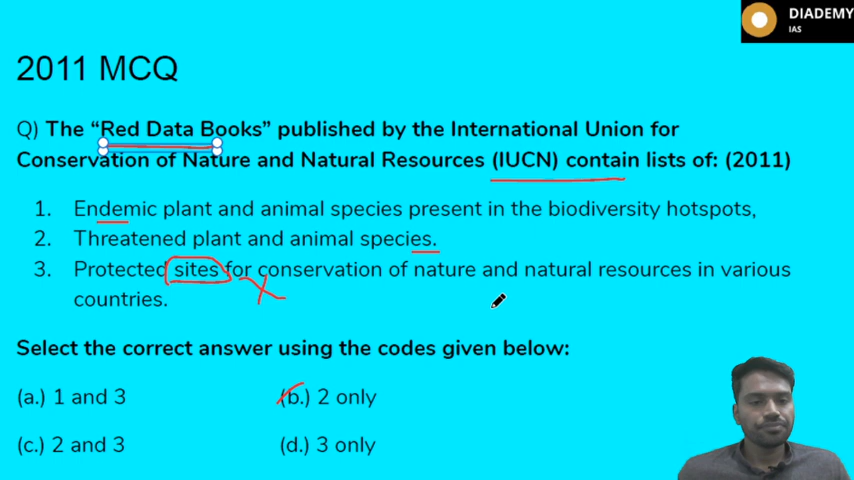 DIADEMY
IAS
2011 MCQ
Q) The “Red Data Books” published by the International Union for
Conservation of Nature and Natural Resources (IUCN) contain lists of: (2011)
1. Endemic plant and animal species present in the biodiversity hotspots,
2. Threatened plant and animal species.
3. Protected sites for conservation of nature and natural resources in various
countries.
Select the correct answer using the codes given below:
(a.) 1 and 3
(b.) 2 only
(c.) 2 and 3
(d.) 3 only